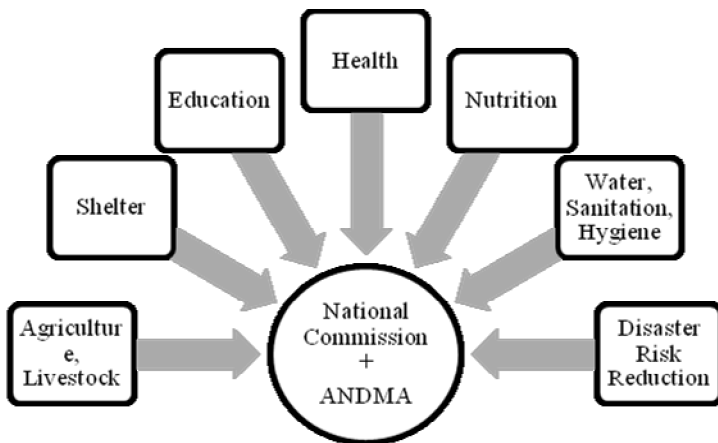 Health
Education
Nutrition
Shelter
Water,
Sanitation,
Hygiene
Agricultur
e,
Livestock
National
Commission
+
ANDMA
Disaster
Risk
Reduction